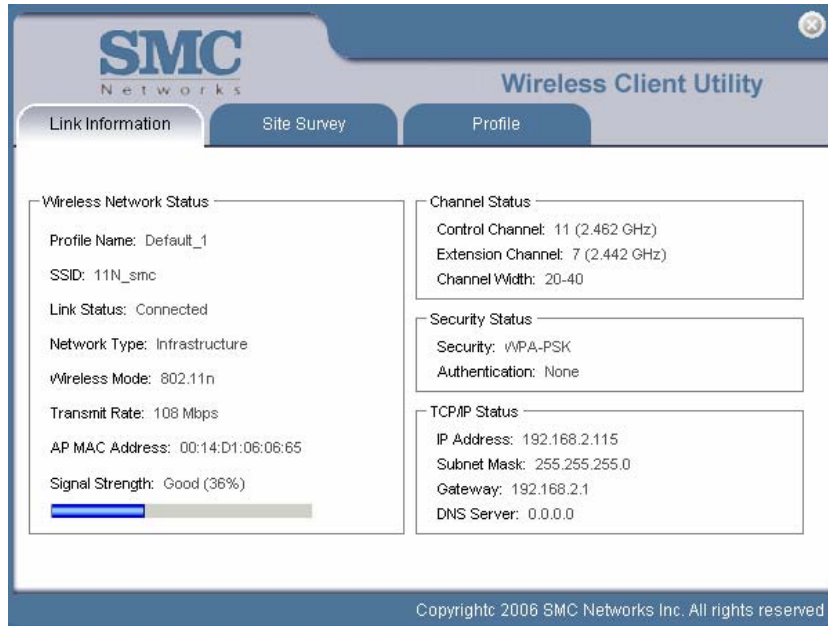 SMC
Networks
Wireless Client Utility
Link Information
Site Survey
Profile
Wireless Network Status
Profile Name: Default_1
SSID: 11N_smc
Link Status: Connected
Network Type: Infrastructure
Wireless Mode: 802.11n
Transmit Rate: 108 Mbps
AP MAC Address: 00:14:D1:06:06:65
Signal Strength: Good (36%)
Channel Status
Control Channel: 11 (2.462 GHz)
Extension Channel: 7 (2.442 GHz)
Channel Width: 20-40
Security Status
Security: WPA-PSK
Authentication: None
TCP/IP Status
IP Address: 192.168.2.115
Subnet Mask: 255.255.255.0
Gateway: 192.168.2.1
DNS Server: 0.0.0.0
Copyrightc 2006 SMC Networks Inc. All rights reserved